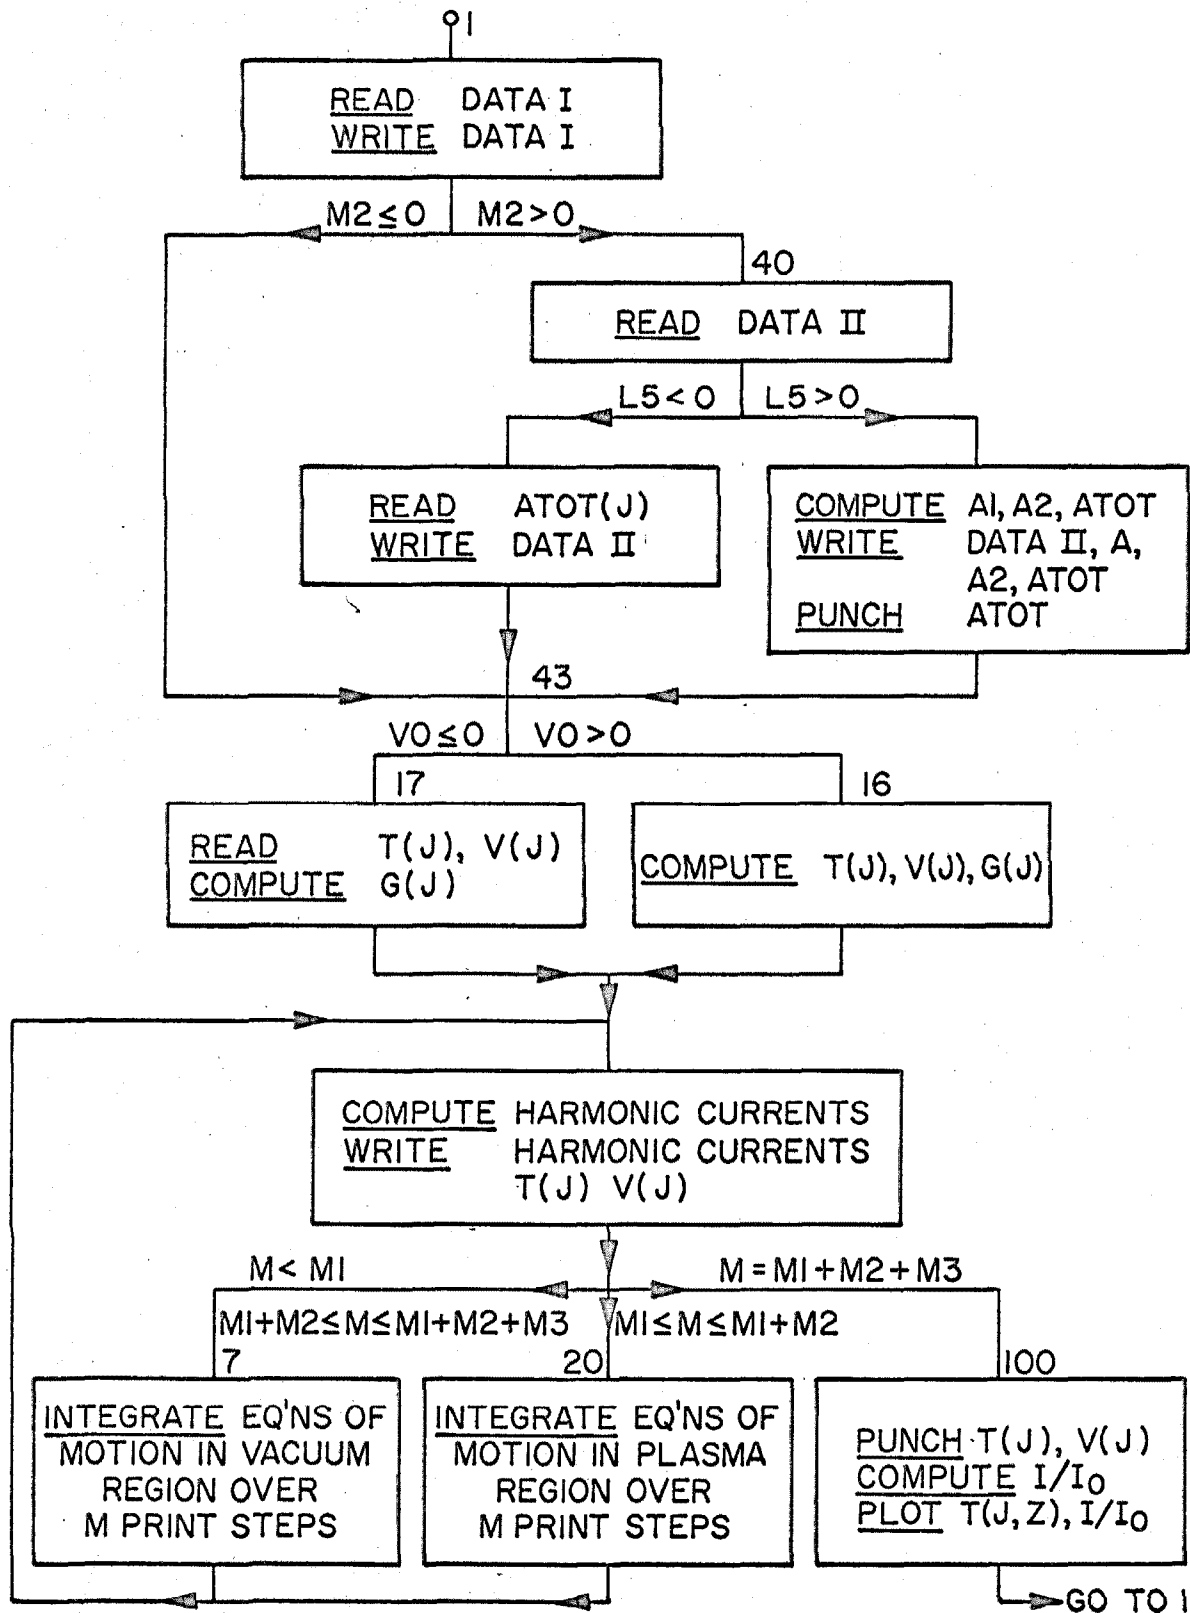 1
READ DATA I
WRITE DATA I
M2≤0 M2>0
40
READ DATA II
L5<0 L5>0
READ ATOT(J)
WRITE DATA II
COMPUTE A1, A2, ATOT
WRITE DATA II, A,
A2, ATOT
PUNCH ATOT
43
V0≤0 V0>0
17
16
READ T(J), V(J)
COMPUTE G(J)
COMPUTE T(J), V(J), G(J)
COMPUTE HARMONIC CURRENTS
WRITE HARMONIC CURRENTS
T(J) V(J)
M< M1
M=M1+M2+M3
M1+M2≤M≤M1+M2+M3
M1≤M≤M1+M2
7
20
100
INTEGRATE EQ'NS OF
MOTION IN VACUUM
REGION OVER
M PRINT STEPS
INTEGRATE EQ'NS OF
MOTION IN PLASMA
REGION OVER
M PRINT STEPS
PUNCH T(J), V(J)
COMPUTE I/I₀
PLOT T(J,Z), I/I₀
GO TO 1